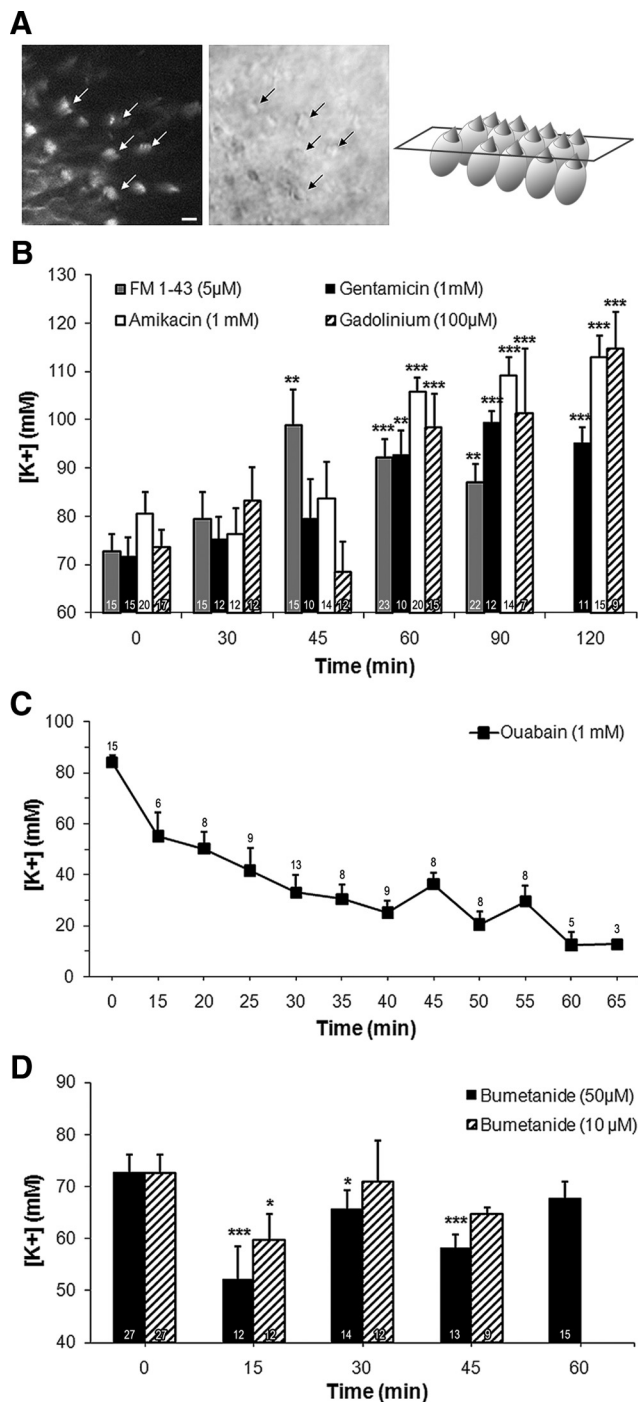 A
B
130
120
110
100
90
80
70
60
[K+] (mM)
FM 1-43 (5µM)
Gentamicin (1mM)
Amikacin (1 mM)
Gadolinium (100µM)
** *** ** *** *** ** *** *** *** *** *** ***
15 15 20 17 15 12 12 12 15 10 14 12 23 10 20 15 22 12 14 7 11 15 9
0 30 45 60 90 120
Time (min)
C
100
80
60
40
20
0
[K+] (mM)
Ouabain (1 mM)
15 6 8 9 13 8 9 8 8 8 5 3
0 15 20 25 30 35 40 45 50 55 60 65
Time (min)
D
90
80
70
60
50
40
[K+] (mM)
Bumetanide (50µM)
Bumetanide (10 µM)
*** * * ***
27 27 12 12 14 12 13 9 15
0 15 30 45 60
Time (min)